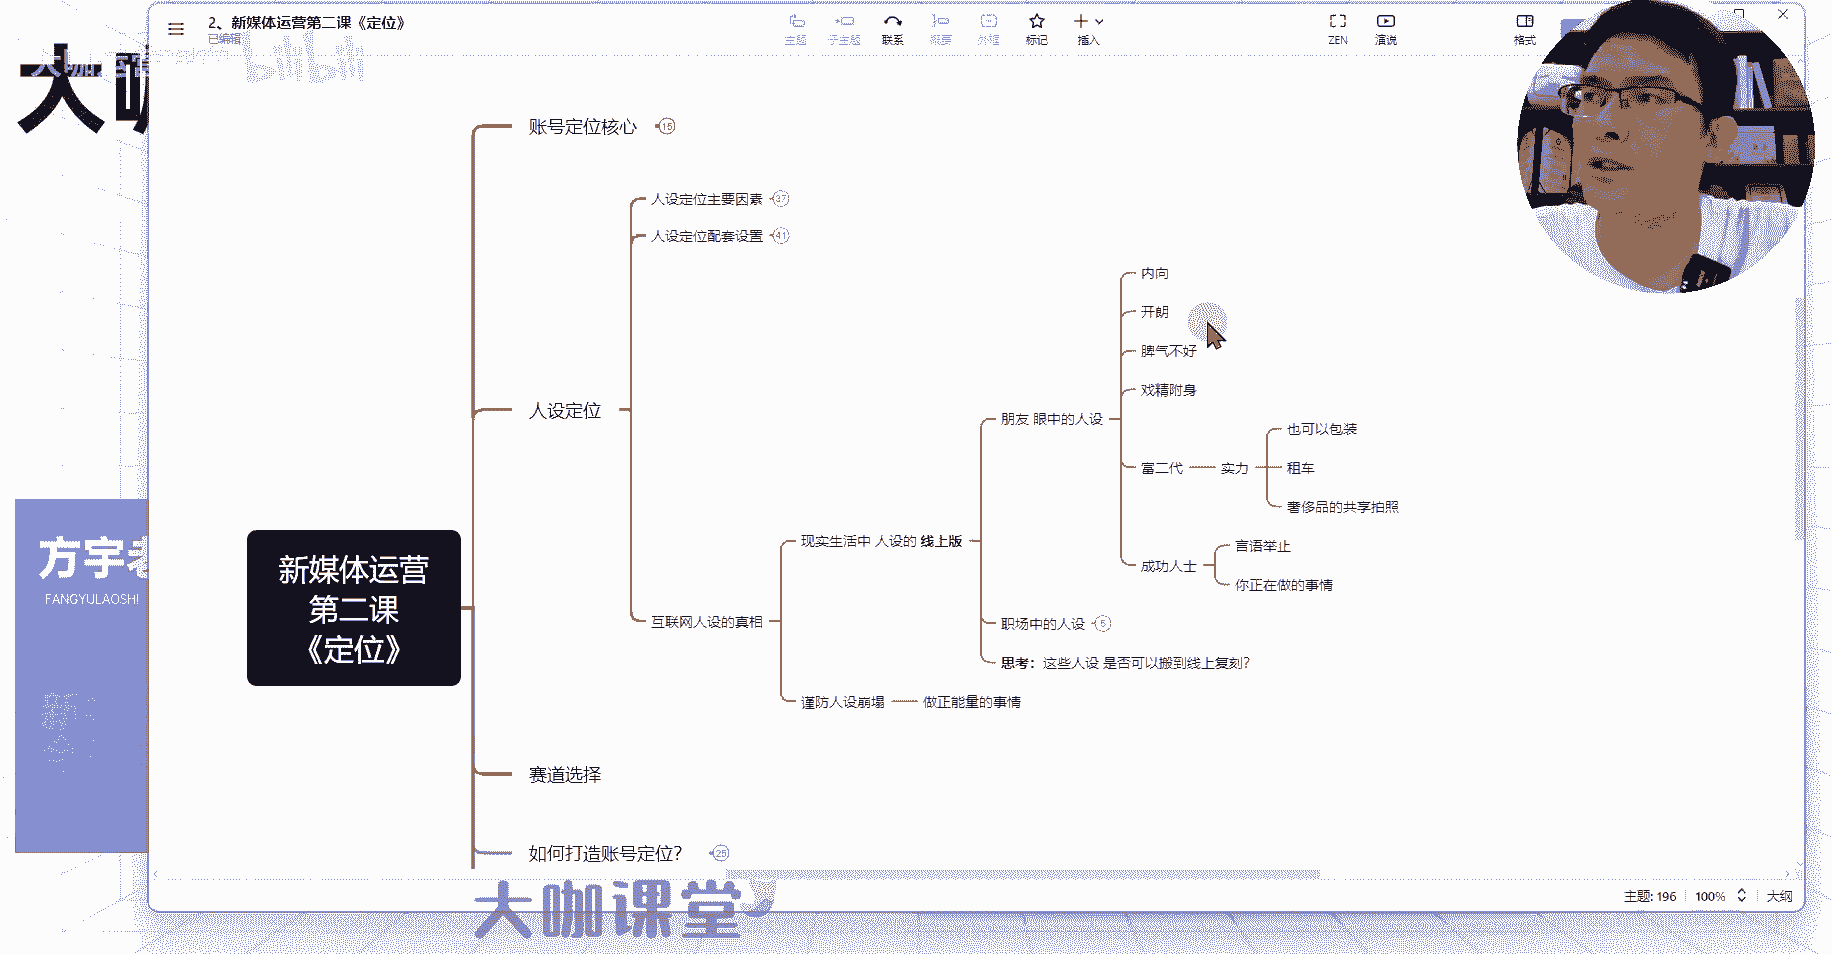 2、新媒体运营第二课《定位》
已编辑
主题
子主题
联系
概要
外框
标记
插入
ZEN
演说
格式
bilibili
大咖
账号定位核心
15
人设定位主要因素
37
人设定位配套设置
41
内向
开朗
脾气不好
戏精附身
人设定位
朋友 眼中的人设
也可以包装
富二代
实力
租车
奢侈品的共享拍照
现实生活中 人设的 线上版
言语举止
成功人士
你正在做的事情
新媒体运营
第二课
《定位》
方宇老
FANGYULAOSHI
互联网人设的真相
职场中的人设
5
思考：这些人设 是否可以搬到线上复刻？
谨防人设崩塌
做正能量的事情
赛道选择
如何打造账号定位？
25
大咖课堂
主题: 196
100%
大纲